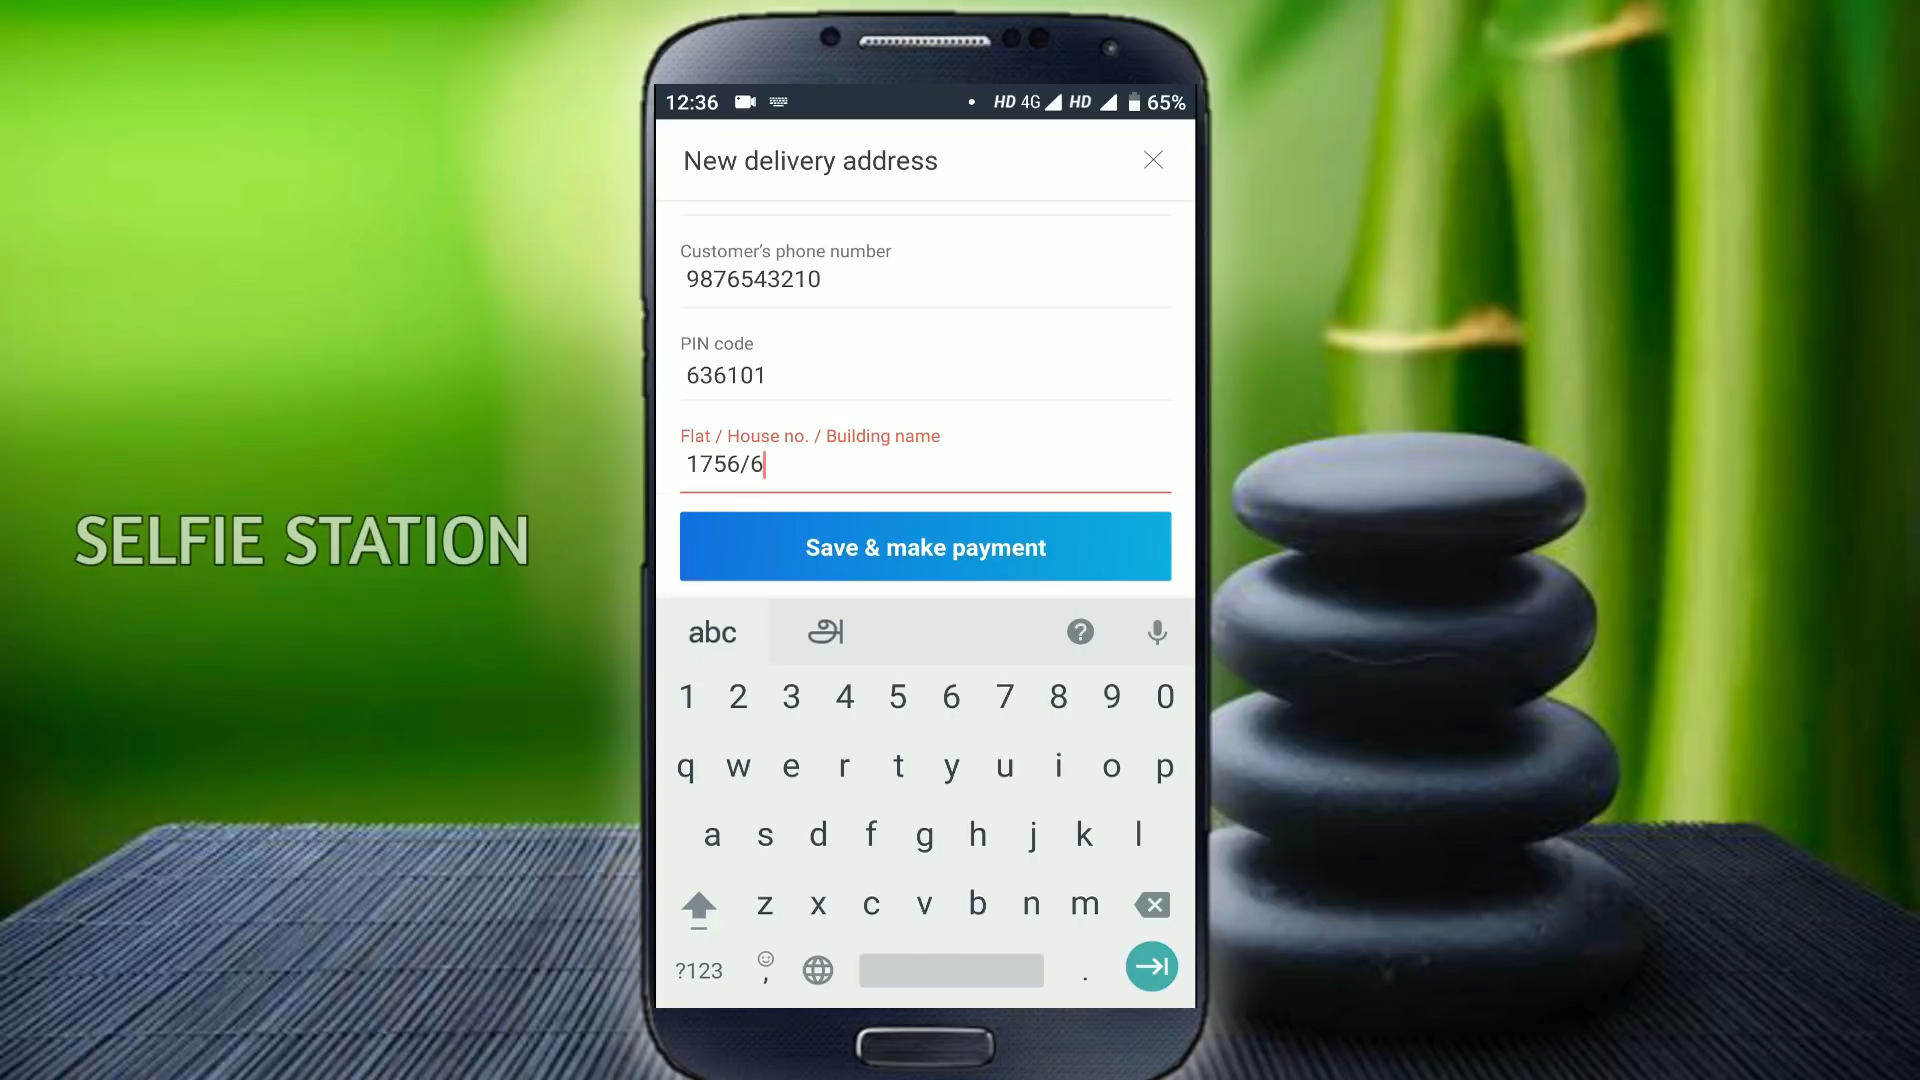 12:36 HD 4G HD 65%
New delivery address
Customer's phone number
9876543210
PIN code
636101
Flat / House no. / Building name
1756/6
SELFIE STATION
Save & make payment
abc அ ?
1 2 3 4 5 6 7 8 9 0
q w e r t y u i o p
a s d f g h j k l
z x c v b n m
?123 , .